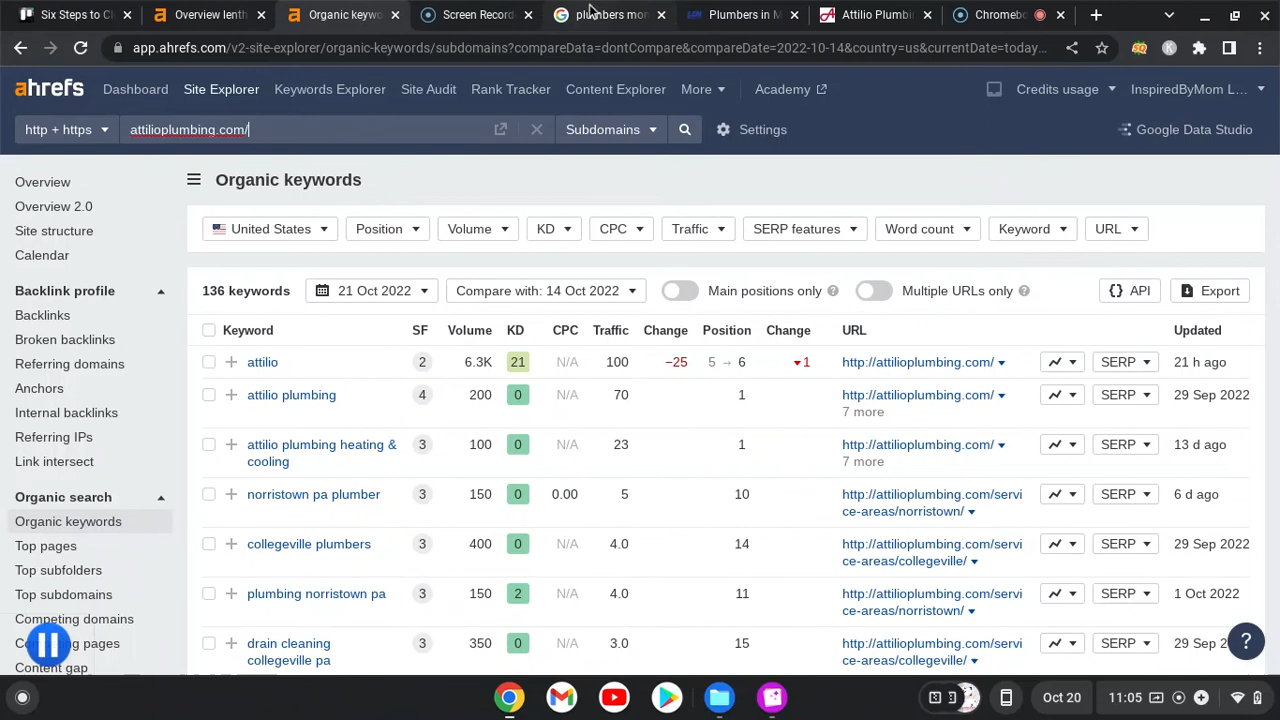 Six Steps to Cl
Overview lenth
Organic keywo
Screen Record
plumbers mon
Plumbers in M
Attilio Plumbin
Chromebo
app.ahrefs.com/v2-site-explorer/organic-keywords/subdomains?compareData=dontCompare&compareDate=2022-10-14&country=us&currentDate=today...
ahrefs Dashboard Site Explorer Keywords Explorer Site Audit Rank Tracker Content Explorer More Academy Credits usage InspiredByMom L...
http + https attilioplumbing.com/ Subdomains Settings Google Data Studio
Overview
Overview 2.0
Site structure
Calendar
Backlink profile
Backlinks
Broken backlinks
Referring domains
Anchors
Internal backlinks
Referring IPs
Link intersect
Organic search
Organic keywords
Top pages
Top subfolders
Top subdomains
Competing domains
Content gap
Organic keywords
United States Position Volume KD CPC Traffic SERP features Word count Keyword URL
136 keywords 21 Oct 2022 Compare with: 14 Oct 2022 Main positions only ? Multiple URLs only ? {} API Export
Keyword SF Volume KD CPC Traffic Change Position Change URL Updated
attilio 2 6.3K 21 N/A 100 −25 5 → 6 1 http://attilioplumbing.com/ SERP 21 h ago
attilio plumbing 4 200 0 N/A 70 1 http://attilioplumbing.com/ SERP 29 Sep 2022
7 more
attilio plumbing heating & 3 100 0 N/A 23 1 http://attilioplumbing.com/ SERP 13 d ago
cooling 7 more
norristown pa plumber 3 150 0 0.00 5 10 http://attilioplumbing.com/servi SERP 6 d ago
ce-areas/norristown/
collegeville plumbers 3 400 0 N/A 4.0 14 http://attilioplumbing.com/servi SERP 29 Sep 2022
ce-areas/collegeville/
plumbing norristown pa 3 150 2 N/A 4.0 11 http://attilioplumbing.com/servi SERP 1 Oct 2022
ce-areas/norristown/
drain cleaning 3 350 0 N/A 3.0 15 http://attilioplumbing.com/servi SERP 29 Sep 2
collegeville pa ce-areas/collegeville/
?
Oct 20 11:05